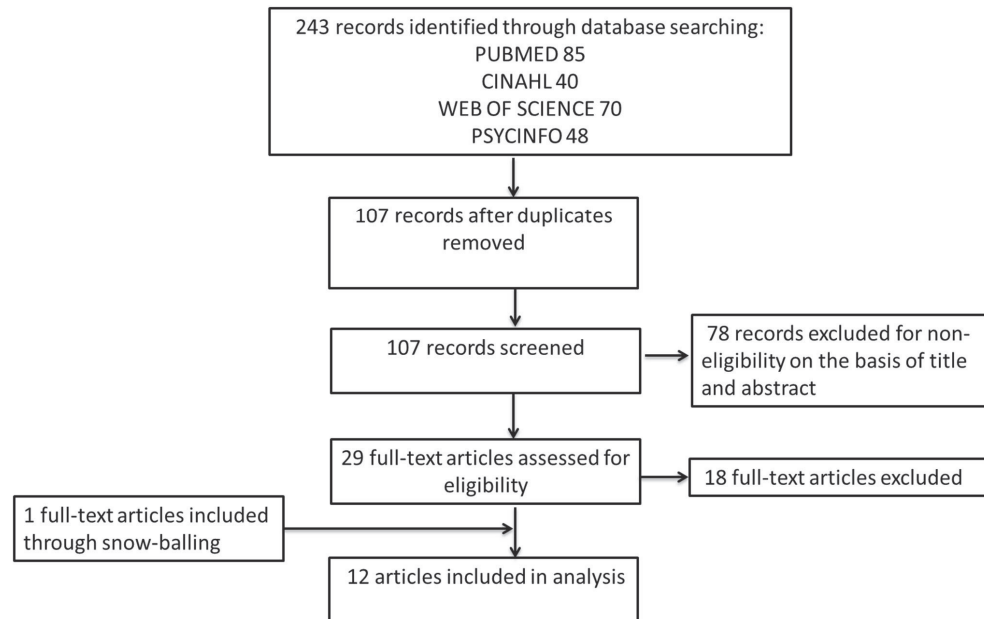 243 records identified through database searching:
PUBMED 85
CINAHL 40
WEB OF SCIENCE 70
PSYCINFO 48
107 records after duplicates
removed
107 records screened
78 records excluded for non-
eligibility on the basis of title
and abstract
29 full-text articles assessed for
eligibility
18 full-text articles excluded
1 full-text articles included
through snow-balling
12 articles included in analysis